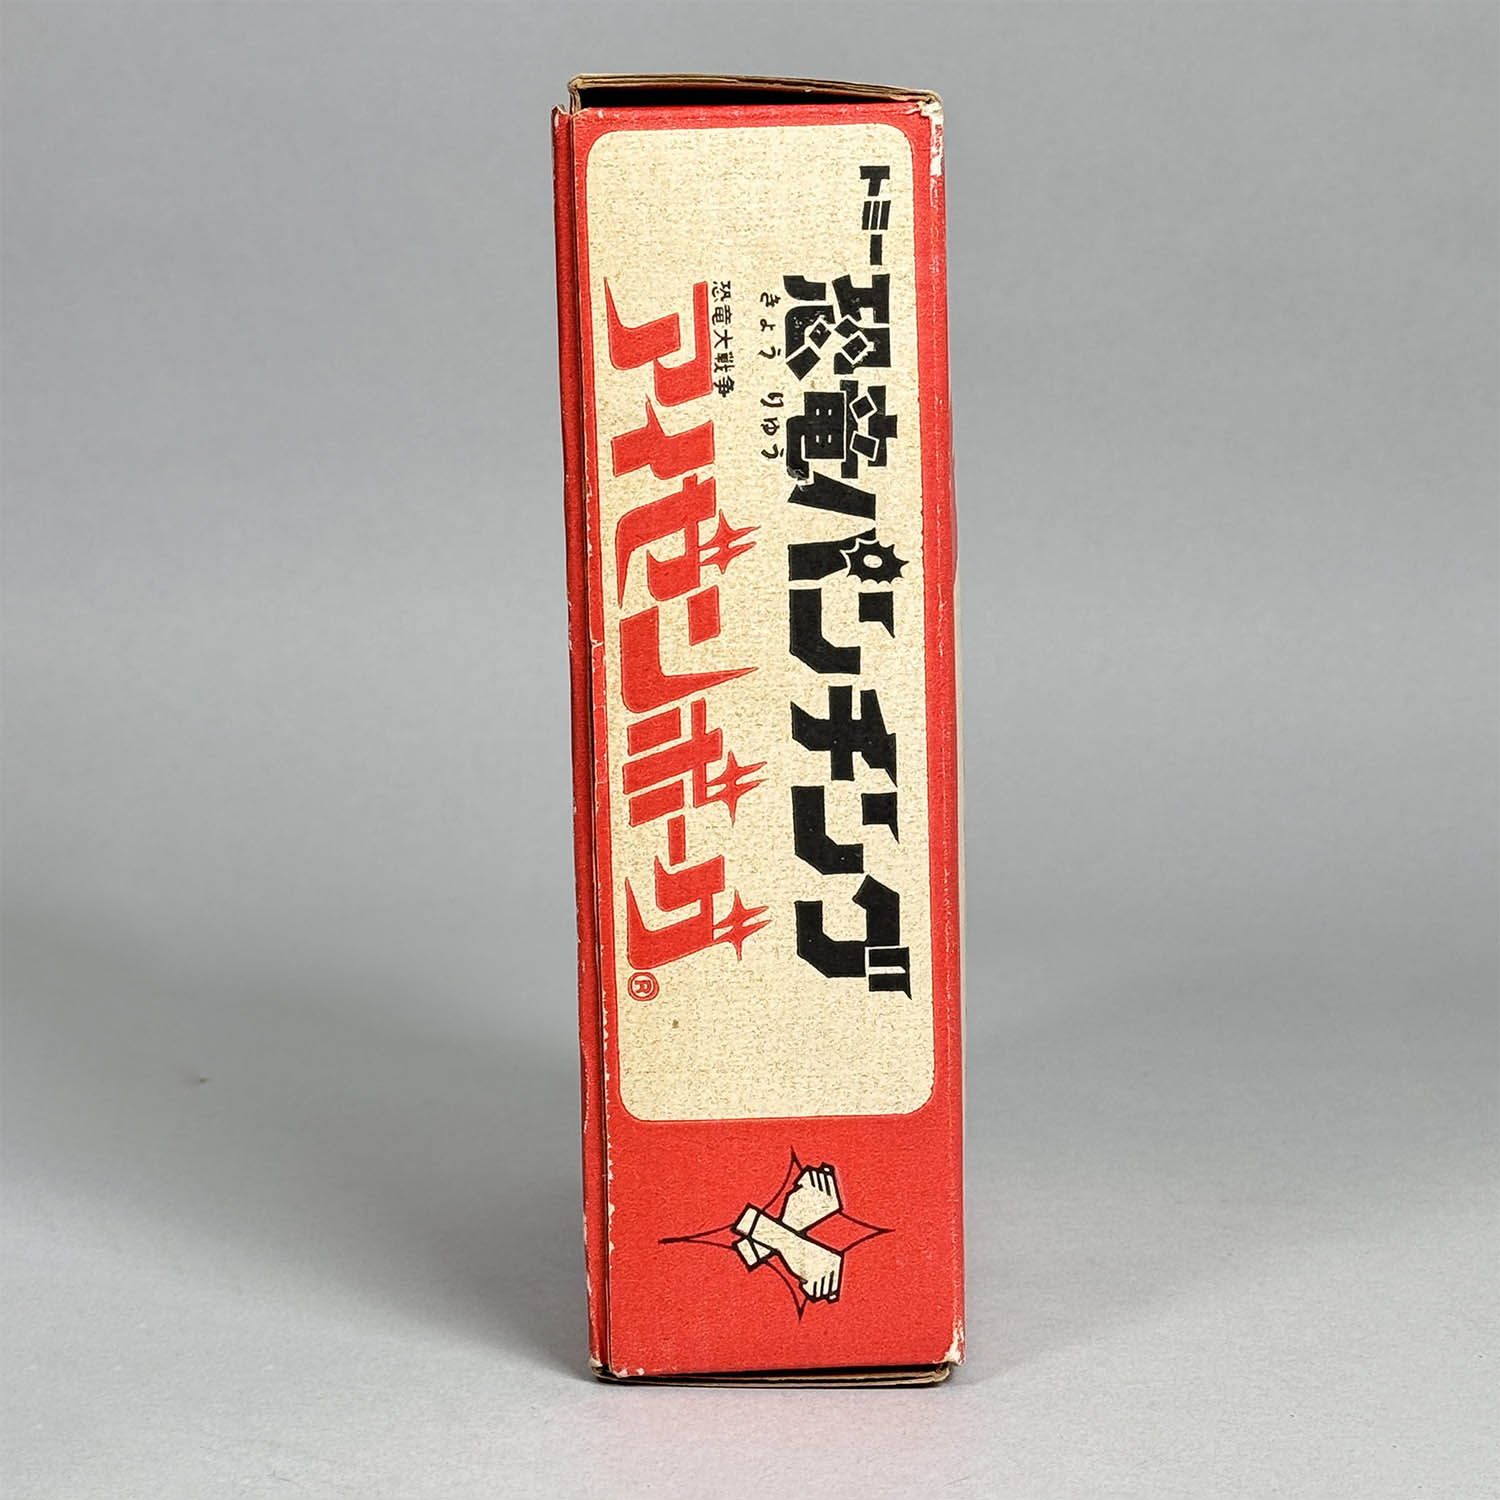 トミー
恐竜パンチング
きょうりゅう
恐竜大戦争
アイゼンボーグ®